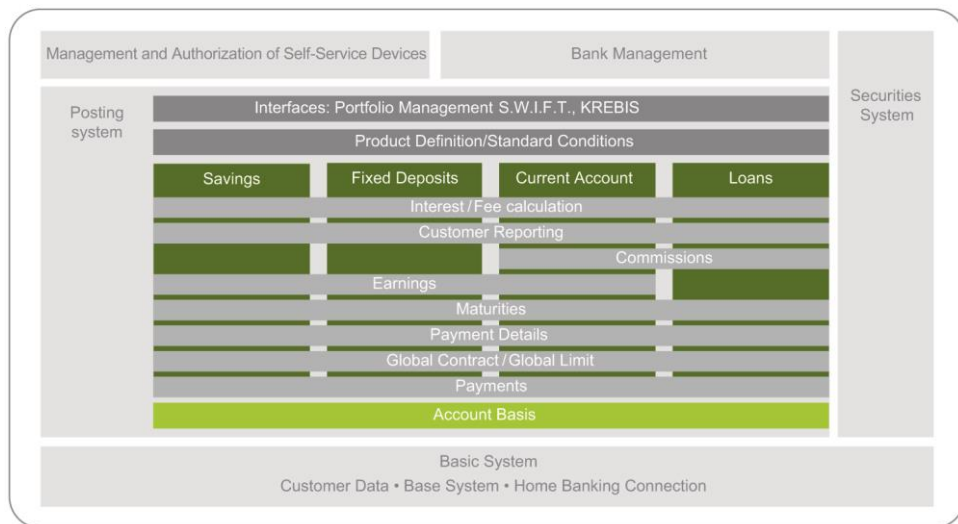 Management and Authorization of Self-Service Devices
Bank Management
Securities
System
Posting
system
Interfaces: Portfolio Management S.W.I.F.T., KREBIS
Product Definition/Standard Conditions
Savings
Fixed Deposits
Current Account
Loans
Interest/Fee calculation
Customer Reporting
Commissions
Earnings
Maturities
Payment Details
Global Contract/Global Limit
Payments
Account Basis
Basic System
Customer Data • Base System • Home Banking Connection